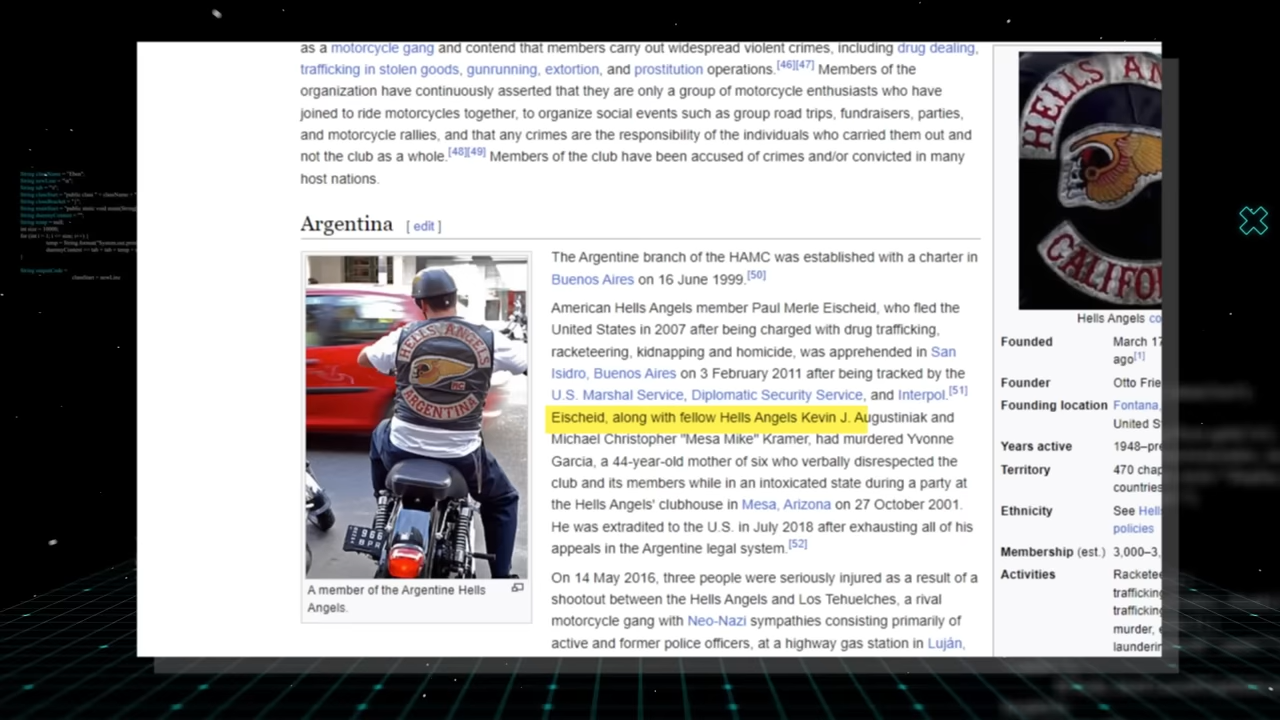 as a motorcycle gang and contend that members carry out widespread violent crimes, including drug dealing,
trafficking in stolen goods, gunrunning, extortion, and prostitution operations.[46][47] Members of the
organization have continuously asserted that they are only a group of motorcycle enthusiasts who have
joined to ride motorcycles together, to organize social events such as group road trips, fundraisers, parties,
and motorcycle rallies, and that any crimes are the responsibility of the individuals who carried them out and
not the club as a whole.[48][49] Members of the club have been accused of crimes and/or convicted in many
host nations.
Argentina [ edit ]
The Argentine branch of the HAMC was established with a charter in
Buenos Aires on 16 June 1999.[50]
American Hells Angels member Paul Merle Eischeid, who fled the
United States in 2007 after being charged with drug trafficking,
racketeering, kidnapping and homicide, was apprehended in San
Isidro, Buenos Aires on 3 February 2011 after being tracked by the
U.S. Marshal Service, Diplomatic Security Service, and Interpol.[51]
Eischeid, along with fellow Hells Angels Kevin J. Augustiniak and
Michael Christopher "Mesa Mike" Kramer, had murdered Yvonne
Garcia, a 44-year-old mother of six who verbally disrespected the
club and its members while in an intoxicated state during a party at
the Hells Angels' clubhouse in Mesa, Arizona on 27 October 2001.
He was extradited to the U.S. in July 2018 after exhausting all of his
appeals in the Argentine legal system.[52]
On 14 May 2016, three people were seriously injured as a result of a
shootout between the Hells Angels and Los Tehuelches, a rival
motorcycle gang with Neo-Nazi sympathies consisting primarily of
active and former police officers, at a highway gas station in Luján,
HELLS ANGELS
MC
ARGENTINA
A member of the Argentine Hells
Angels.
HELLS AN
CALIFO
Hells Angels co
Founded March 17
ago[1]
Founder Otto Frie
Founding location Fontana,
United S
Years active 1948–pre
Territory 470 chap
countries
Ethnicity See Hell
policies
Membership (est.) 3,000–3,
Activities Rackete
trafficking
trafficking
murder, e
launderin